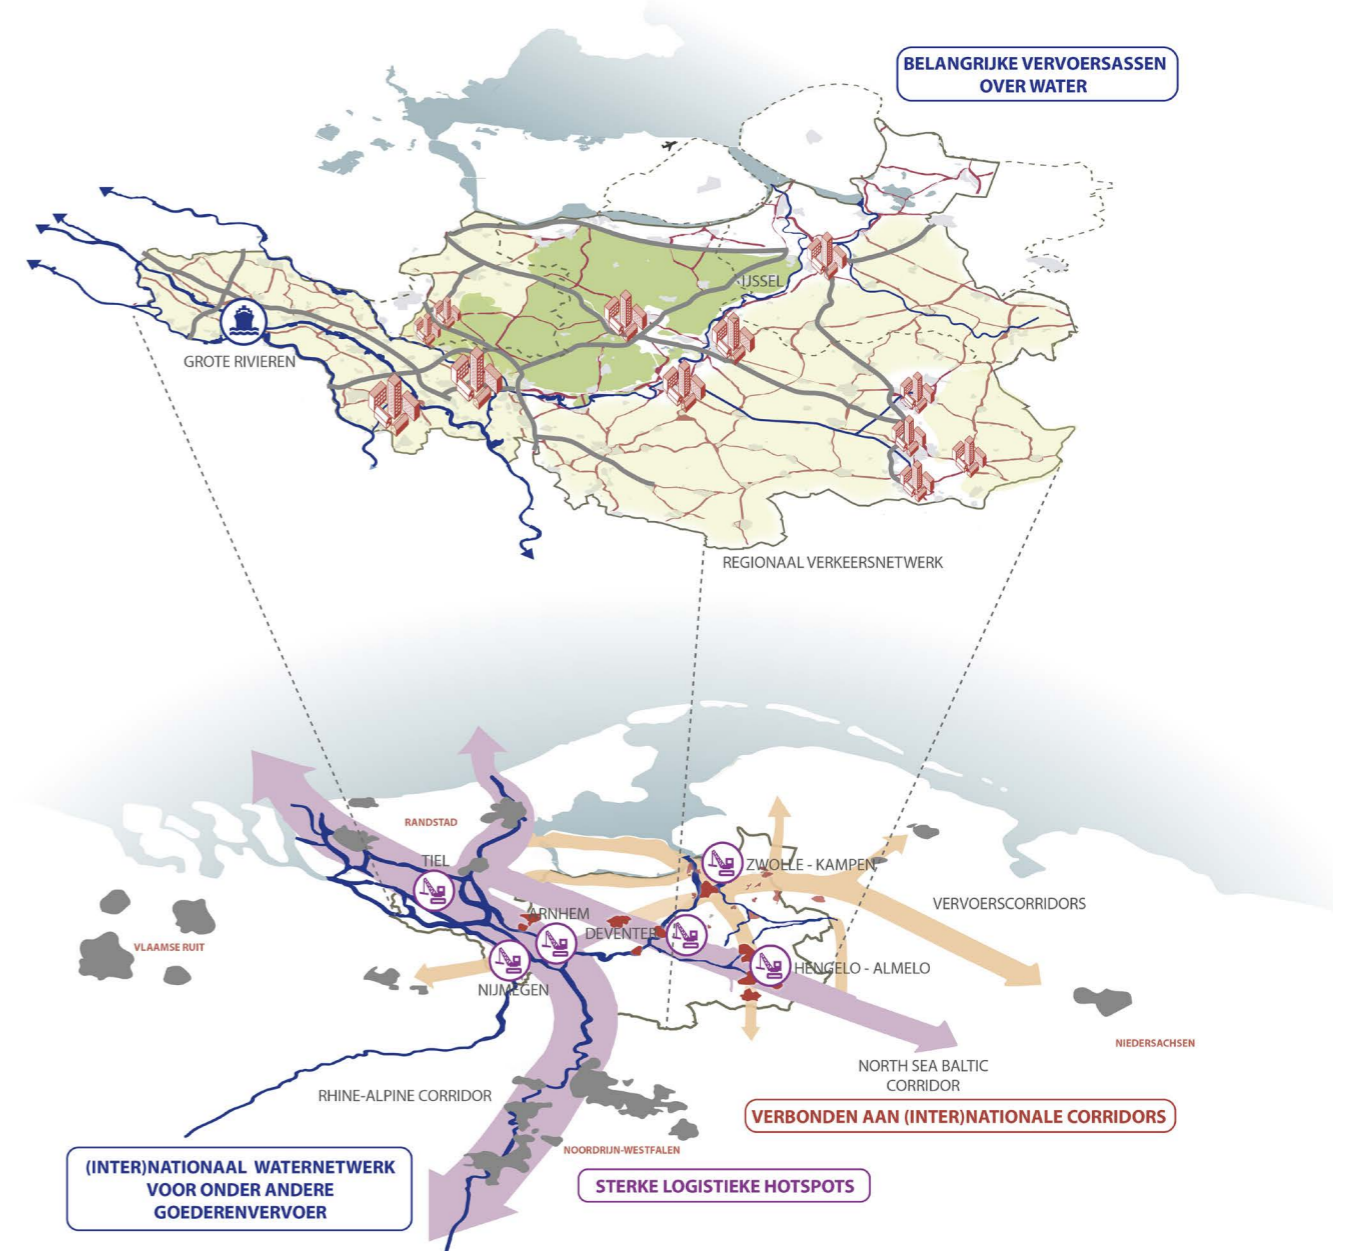 BELANGRIJKE VERVOERSASSEN
OVER WATER
IJSSEL
GROTE RIVIEREN
REGIONAAL VERKEERSNETWERK
RANDSTAD
TIEL
ZWOLLE - KAMPEN
VERVOERSCORRIDORS
ARNHEM
DEVENTER
VLAAMSE RUIT
HENGELO - ALMELO
NIJMEGEN
NIEDERSACHSEN
NORTH SEA BALTIC
CORRIDOR
RHINE-ALPINE CORRIDOR
VERBONDEN AAN (INTER)NATIONALE CORRIDORS
NOORDRIJN-WESTFALEN
(INTER)NATIONAAL WATERNETWERK
VOOR ONDER ANDERE
GOEDERENVERVOER
STERKE LOGISTIEKE HOTSPOTS